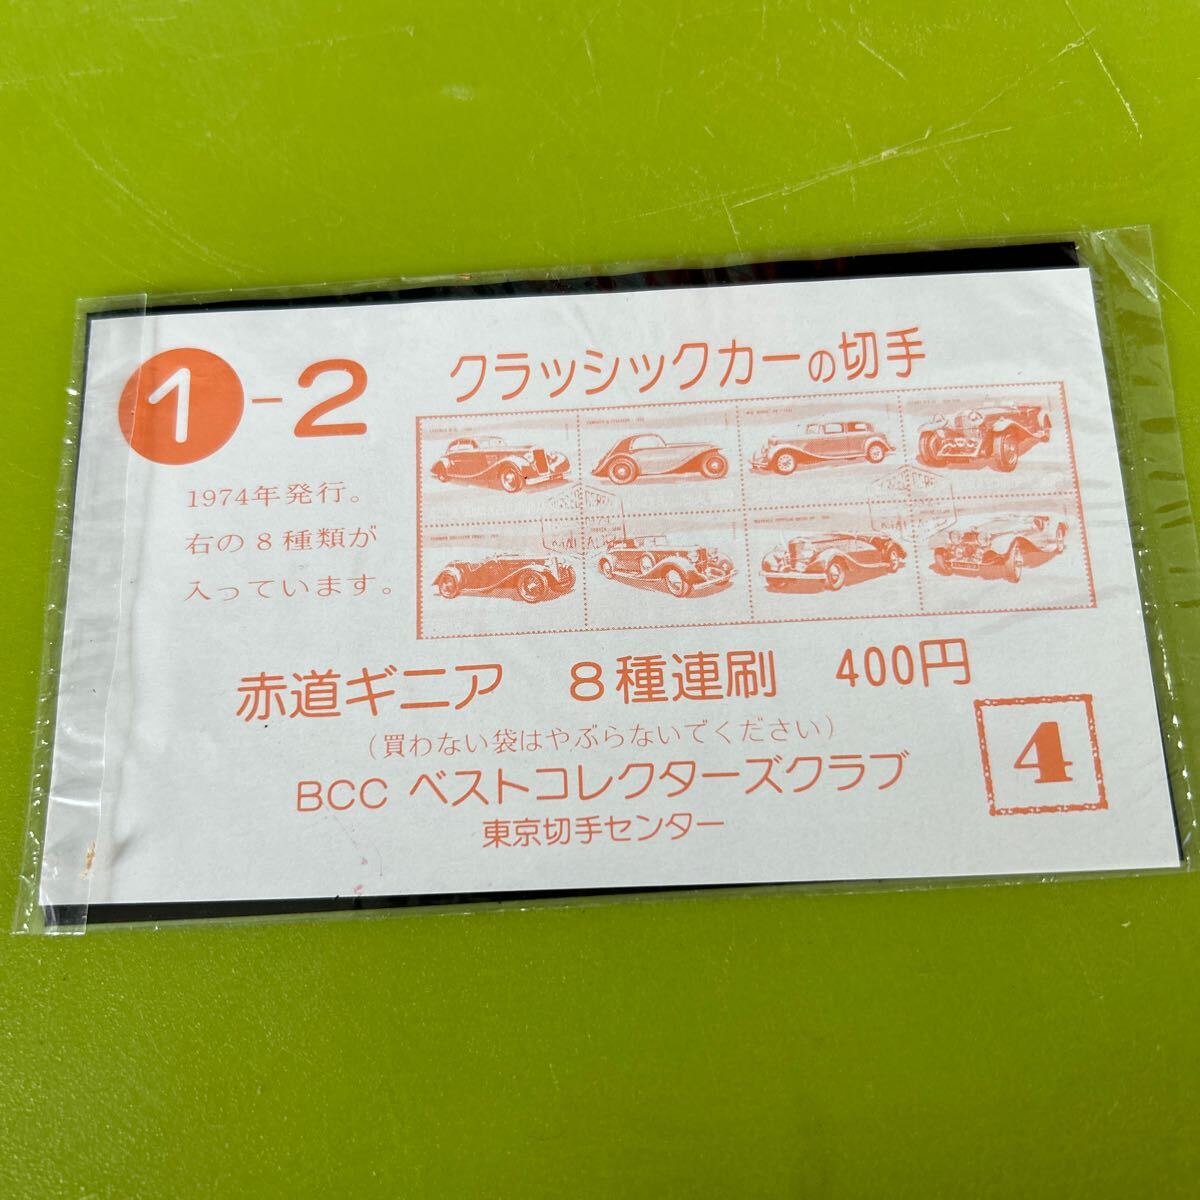 1-2
クラッシックカーの切手
1974年発行。
右の8種類が
入っています。
赤道ギニア 8種連刷 400円
(買わない袋はやぶらないでください)
BCC ベストコレクターズクラブ
東京切手センター
4